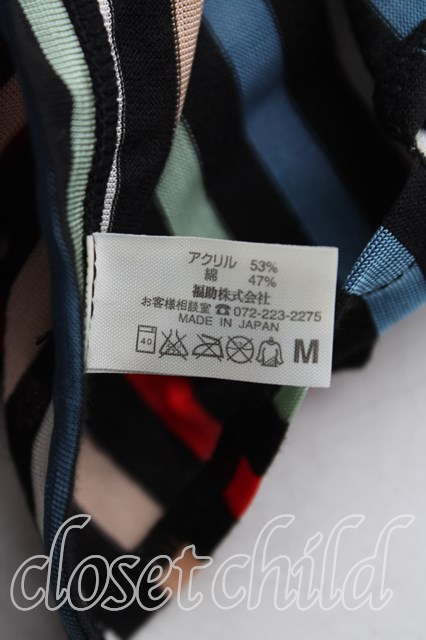 アクリル 53%
綿 47%
福助株式会社
お客様相談室 ☎072-223-2275
MADE IN JAPAN
40 M
closet child